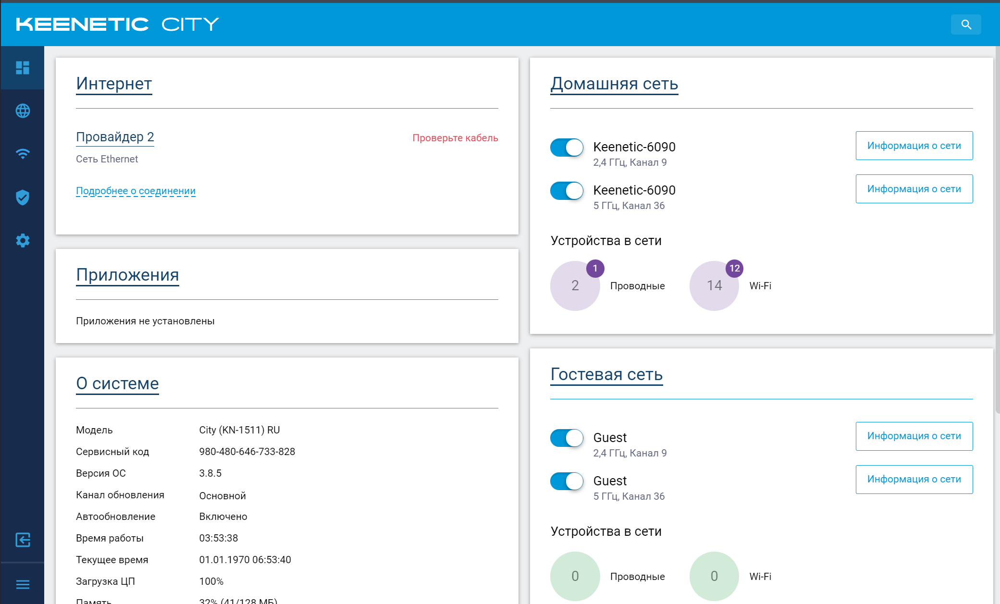 KEENETIC CITY
Интернет
Провайдер 2
Проверьте кабель
Сеть Ethernet
Подробнее о соединении
Приложения
Приложения не установлены
О системе
Модель City (KN-1511) RU
Сервисный код 980-480-646-733-828
Версия ОС 3.8.5
Канал обновления Основной
Автообновление Включено
Время работы 03:53:38
Текущее время 01.01.1970 06:53:40
Загрузка ЦП 100%
Память 32% (41/128 МБ)
Домашняя сеть
Keenetic-6090
2,4 ГГц, Канал 9
Информация о сети
Keenetic-6090
5 ГГц, Канал 36
Информация о сети
Устройства в сети
2 1 Проводные 14 12 Wi-Fi
Гостевая сеть
Guest
2,4 ГГц, Канал 9
Информация о сети
Guest
5 ГГц, Канал 36
Информация о сети
Устройства в сети
0 Проводные 0 Wi-Fi